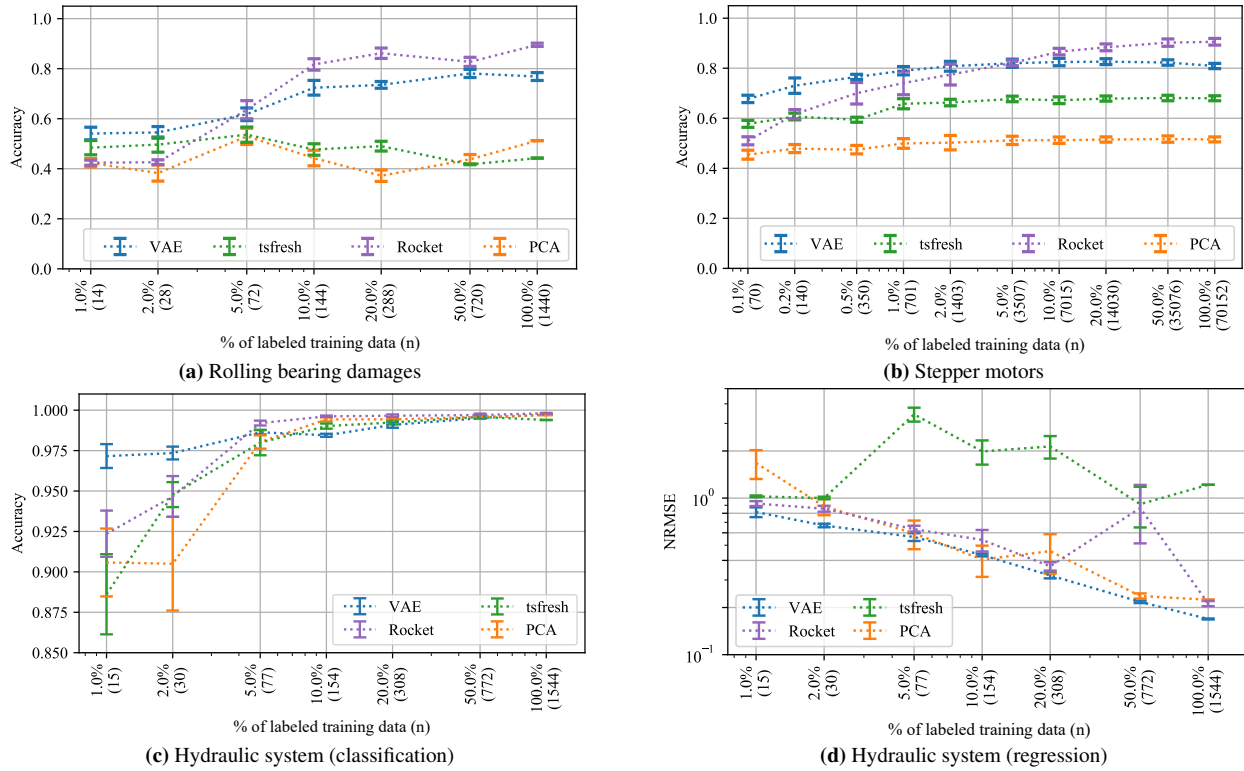 1.0
0.8
0.6
0.4
0.2
0.0
Accuracy
VAE tsfresh Rocket PCA
1.0% (14)
2.0% (28)
5.0% (72)
10.0% (144)
20.0% (288)
50.0% (720)
100.0% (1440)
% of labeled training data (n)
(a) Rolling bearing damages
1.0
0.8
0.6
0.4
0.2
0.0
Accuracy
VAE tsfresh Rocket PCA
0.1% (70)
0.2% (140)
0.5% (350)
1.0% (701)
2.0% (1403)
5.0% (3507)
10.0% (7015)
20.0% (14030)
50.0% (35076)
100.0% (70152)
% of labeled training data (n)
(b) Stepper motors
1.000
0.975
0.950
0.925
0.900
0.875
0.850
Accuracy
VAE tsfresh
Rocket PCA
1.0% (15)
2.0% (30)
5.0% (77)
10.0% (154)
20.0% (308)
50.0% (772)
100.0% (1544)
% of labeled training data (n)
(c) Hydraulic system (classification)
10⁰
10⁻¹
NRMSE
VAE tsfresh
Rocket PCA
1.0% (15)
2.0% (30)
5.0% (77)
10.0% (154)
20.0% (308)
50.0% (772)
100.0% (1544)
% of labeled training data (n)
(d) Hydraulic system (regression)